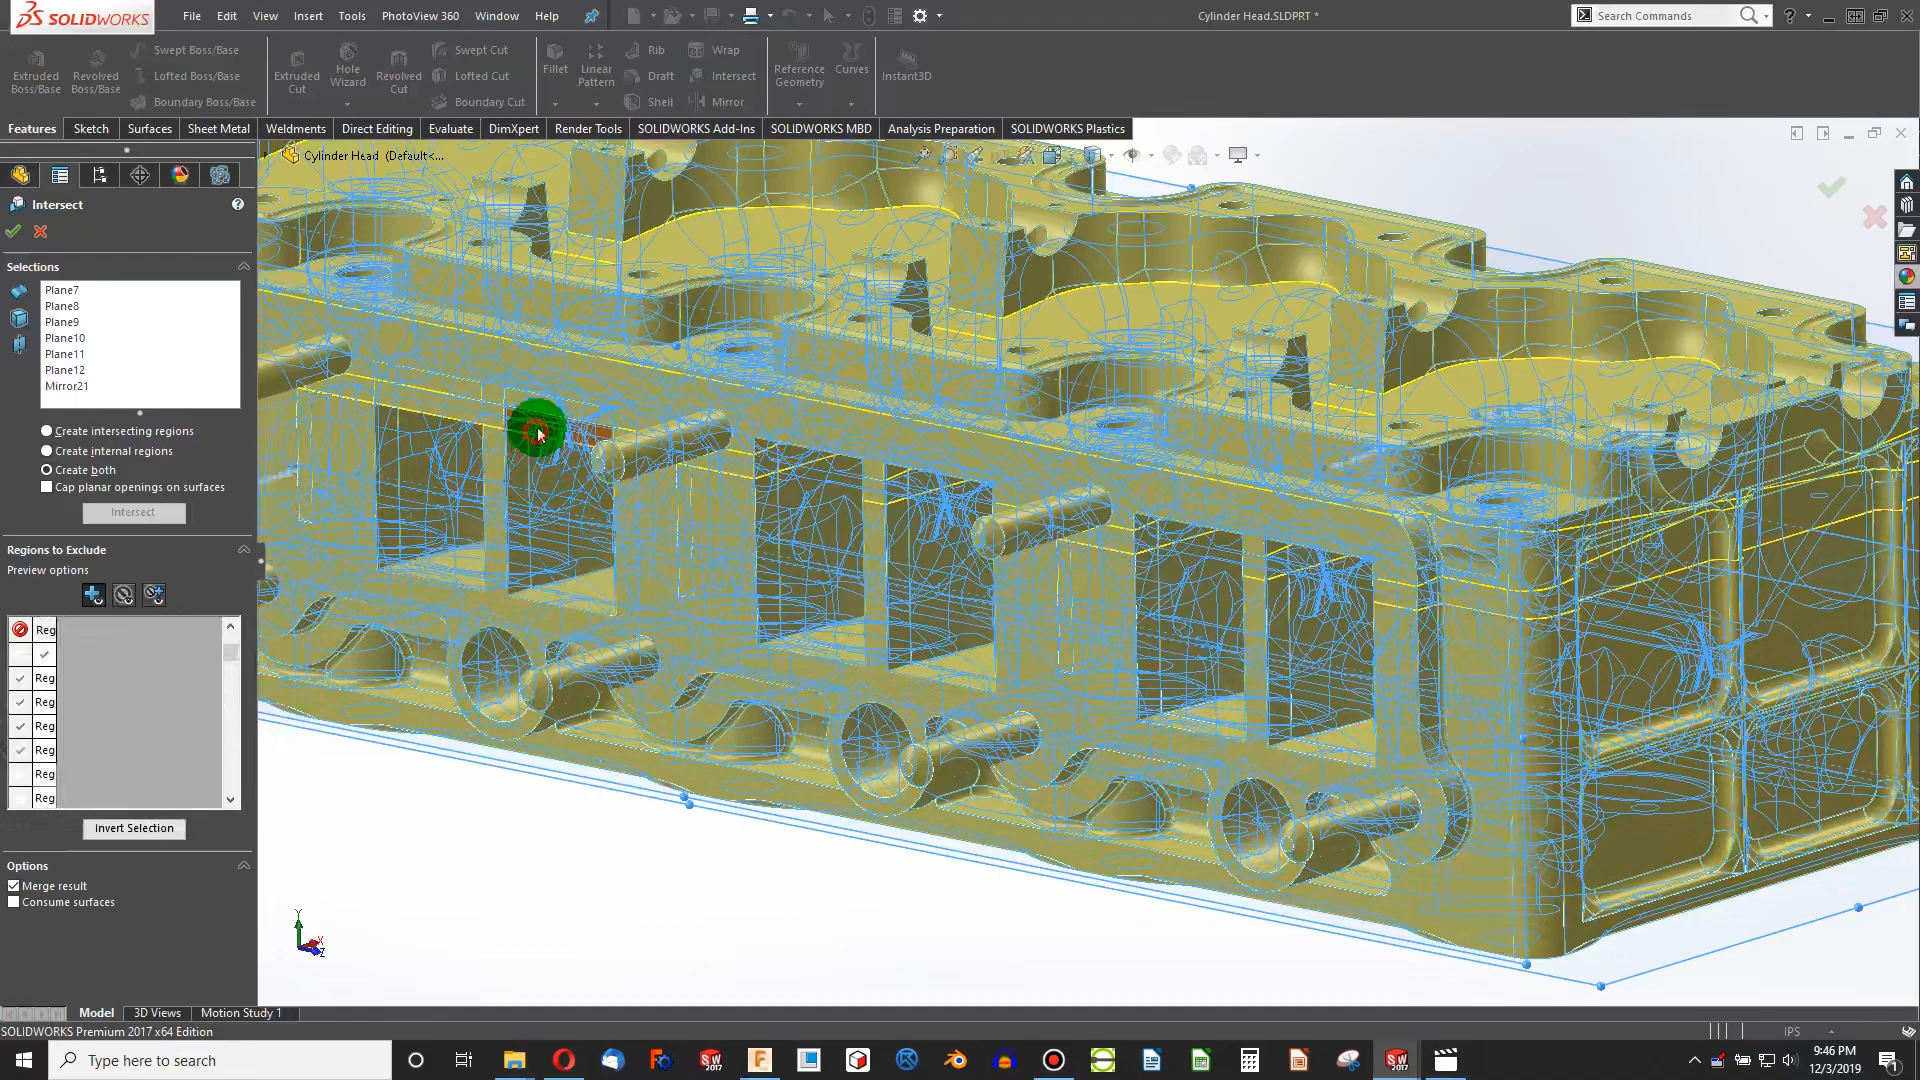 SOLIDWORKS File Edit View Insert Tools PhotoView 360 Window Help Cylinder Head.SLDPRT * Search Commands
Extruded Boss/Base
Revolved Boss/Base
Swept Boss/Base
Lofted Boss/Base
Boundary Boss/Base
Extruded Cut
Hole Wizard
Revolved Cut
Swept Cut
Lofted Cut
Boundary Cut
Fillet
Linear Pattern
Rib
Draft
Shell
Wrap
Intersect
Mirror
Reference Geometry
Curves
Instant3D
Features Sketch Surfaces Sheet Metal Weldments Direct Editing Evaluate DimXpert Render Tools SOLIDWORKS Add-Ins SOLIDWORKS MBD Analysis Preparation SOLIDWORKS Plastics
Cylinder Head (Default<...
Intersect
Selections
Plane7
Plane8
Plane9
Plane10
Plane11
Plane12
Mirror21
Create intersecting regions
Create internal regions
Create both
Cap planar openings on surfaces
Intersect
Regions to Exclude
Preview options
Reg
Reg
Reg
Reg
Reg
Reg
Reg
Invert Selection
Options
Merge result
Consume surfaces
Y
X
Z
Model 3D Views Motion Study 1
SOLIDWORKS Premium 2017 x64 Edition IPS
Type here to search
SW 2017
SW 2017
9:46 PM
12/3/2019
1